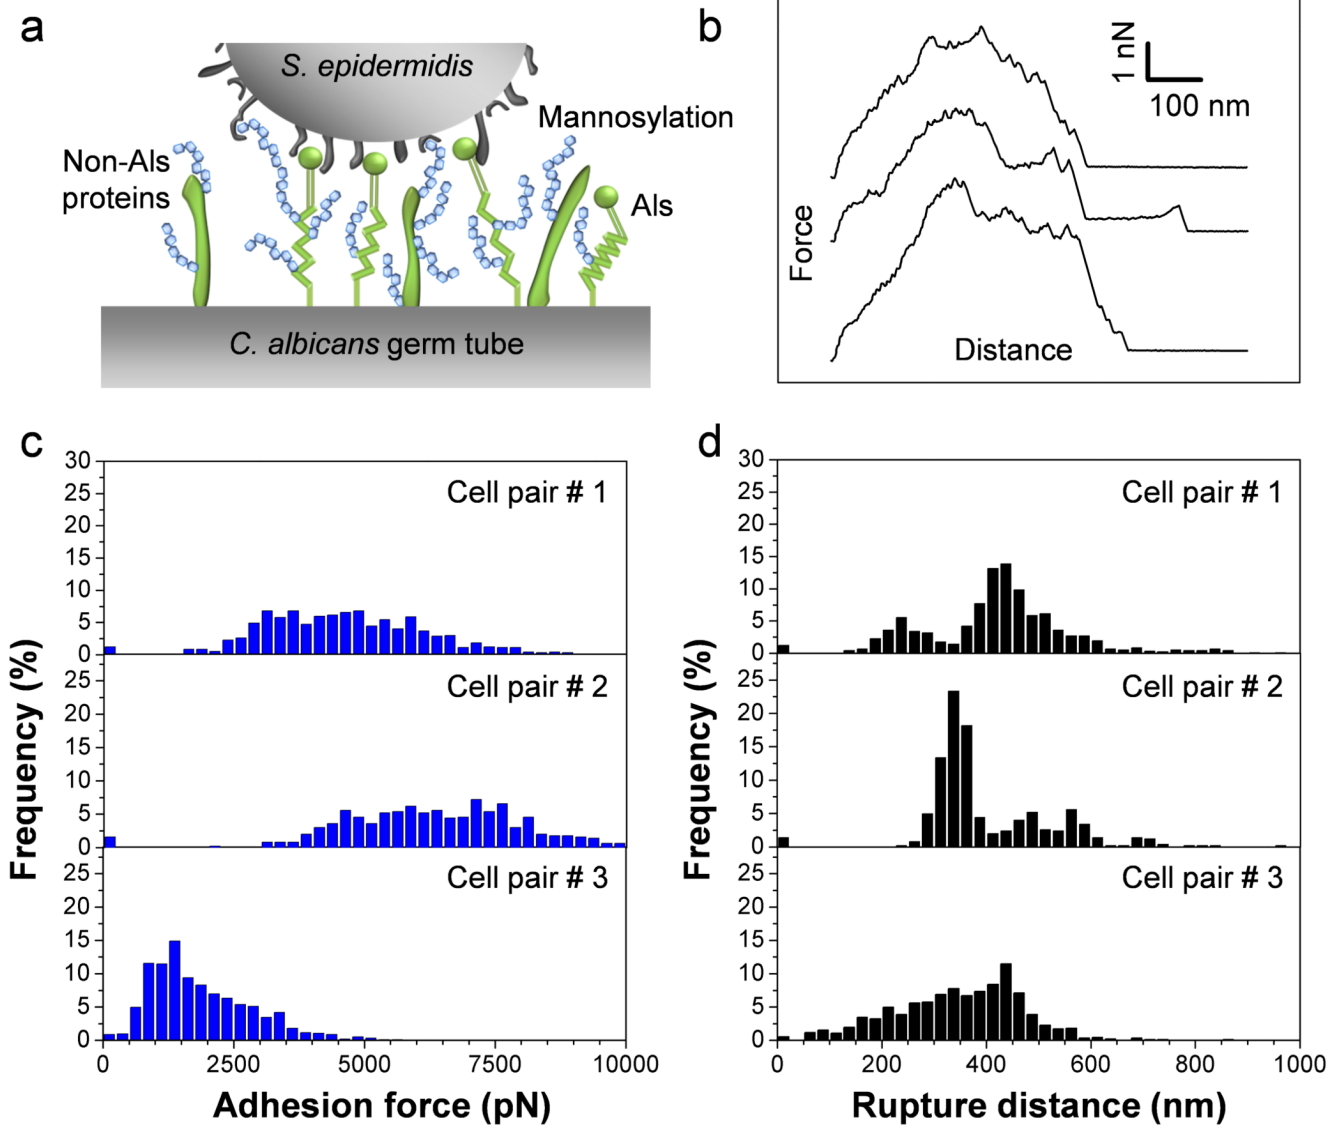 a
S. epidermidis
Mannosylation
Non-Als
proteins
Als
C. albicans germ tube
b
1 nN
100 nm
Force
Distance
c
Frequency (%)
30
25
20
15
10
5
0
Cell pair # 1
25
20
15
10
5
0
Cell pair # 2
25
20
15
10
5
0
Cell pair # 3
Frequency (%)
0 2500 5000 7500 10000
Adhesion force (pN)
d
Frequency (%)
30
25
20
15
10
5
0
Cell pair # 1
25
20
15
10
5
0
Cell pair # 2
25
20
15
10
5
0
Cell pair # 3
0 200 400 600 800 1000
Rupture distance (nm)